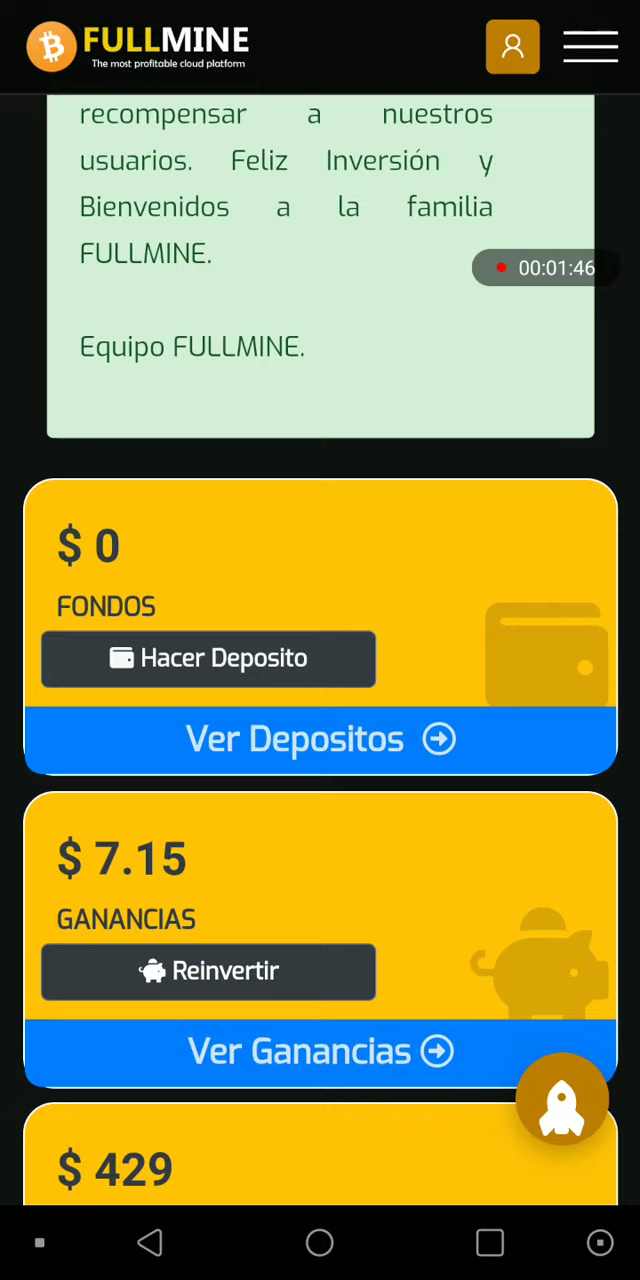 FULLMINE
The most profitable cloud platform
recompensar a nuestros
usuarios. Feliz Inversión y
Bienvenidos a la familia
FULLMINE.
00:01:46
Equipo FULLMINE.
$ 0
FONDOS
Hacer Deposito
Ver Depositos
$ 7.15
GANANCIAS
Reinvertir
Ver Ganancias
$ 429